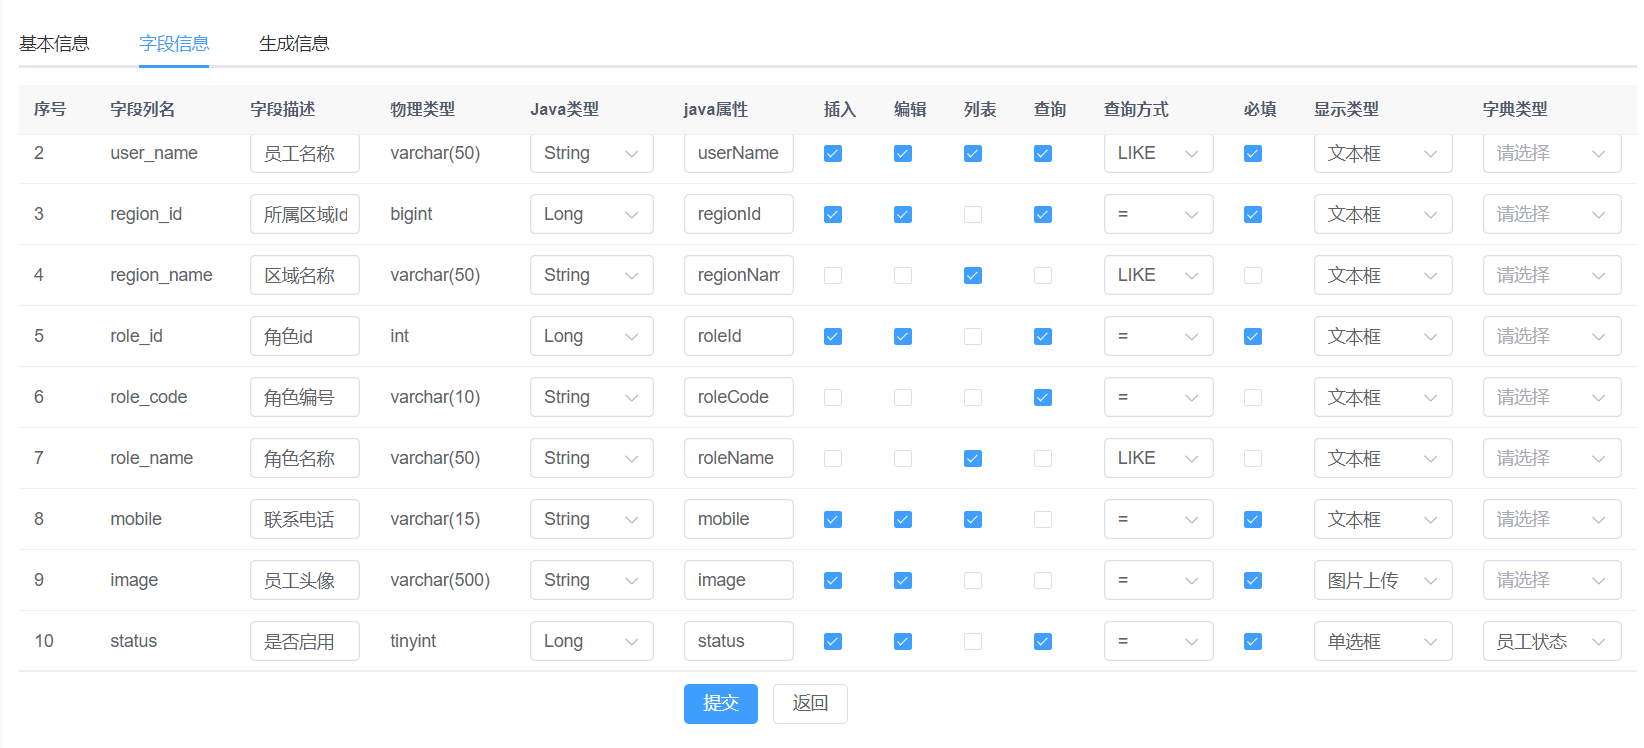 基本信息 字段信息 生成信息
序号 字段列名 字段描述 物理类型 Java类型 java属性 插入 编辑 列表 查询 查询方式 必填 显示类型 字典类型
2 user_name 员工名称 varchar(50) String userName LIKE 文本框 请选择
3 region_id 所属区域Id bigint Long regionId = 文本框 请选择
4 region_name 区域名称 varchar(50) String regionNam LIKE 文本框 请选择
5 role_id 角色id int Long roleId = 文本框 请选择
6 role_code 角色编号 varchar(10) String roleCode = 文本框 请选择
7 role_name 角色名称 varchar(50) String roleName LIKE 文本框 请选择
8 mobile 联系电话 varchar(15) String mobile = 文本框 请选择
9 image 员工头像 varchar(500) String image = 图片上传 请选择
10 status 是否启用 tinyint Long status = 单选框 员工状态
提交 返回